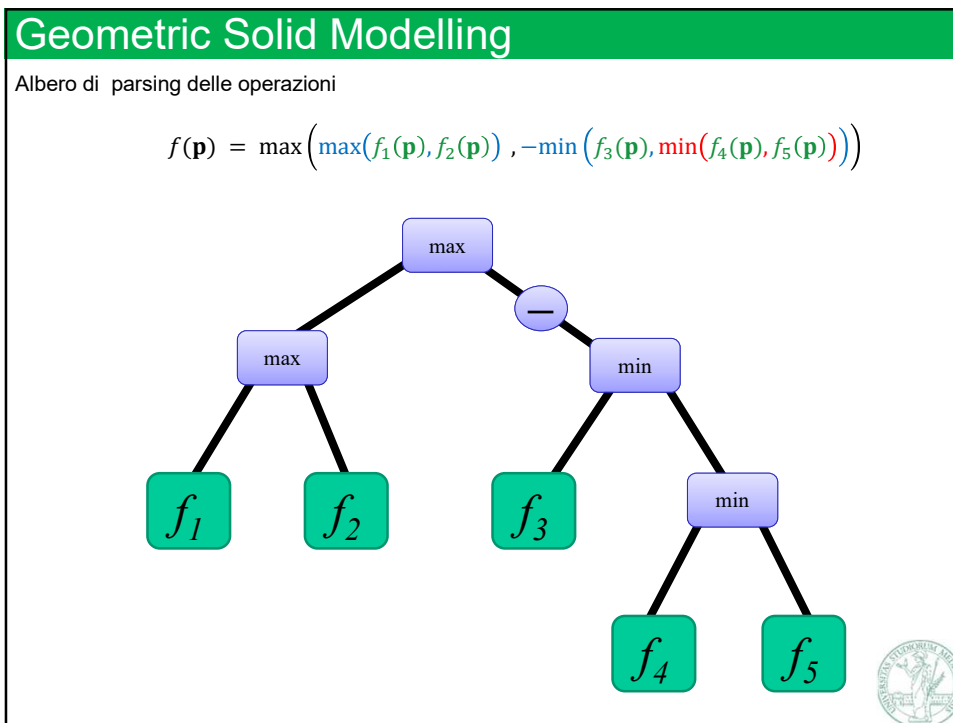 Geometric Solid Modelling
Albero di parsing delle operazioni
f(p) = max(max(f₁(p), f₂(p)) , −min(f₃(p), min(f₄(p), f₅(p))))
max
−
max
min
f₁
f₂
f₃
min
f₄
f₅